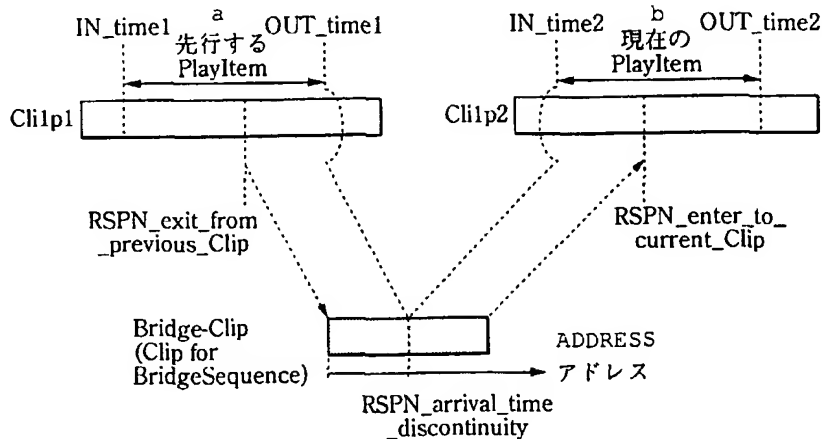 a
IN_time1 先行する OUT_time1
PlayItem
b
IN_time2 現在の OUT_time2
PlayItem
Cli1p1
Cli1p2
RSPN_exit_from
_previous_Clip
RSPN_enter_to_
current_Clip
Bridge-Clip
(Clip for
BridgeSequence)
ADDRESS
アドレス
RSPN_arrival_time
_discontinuity